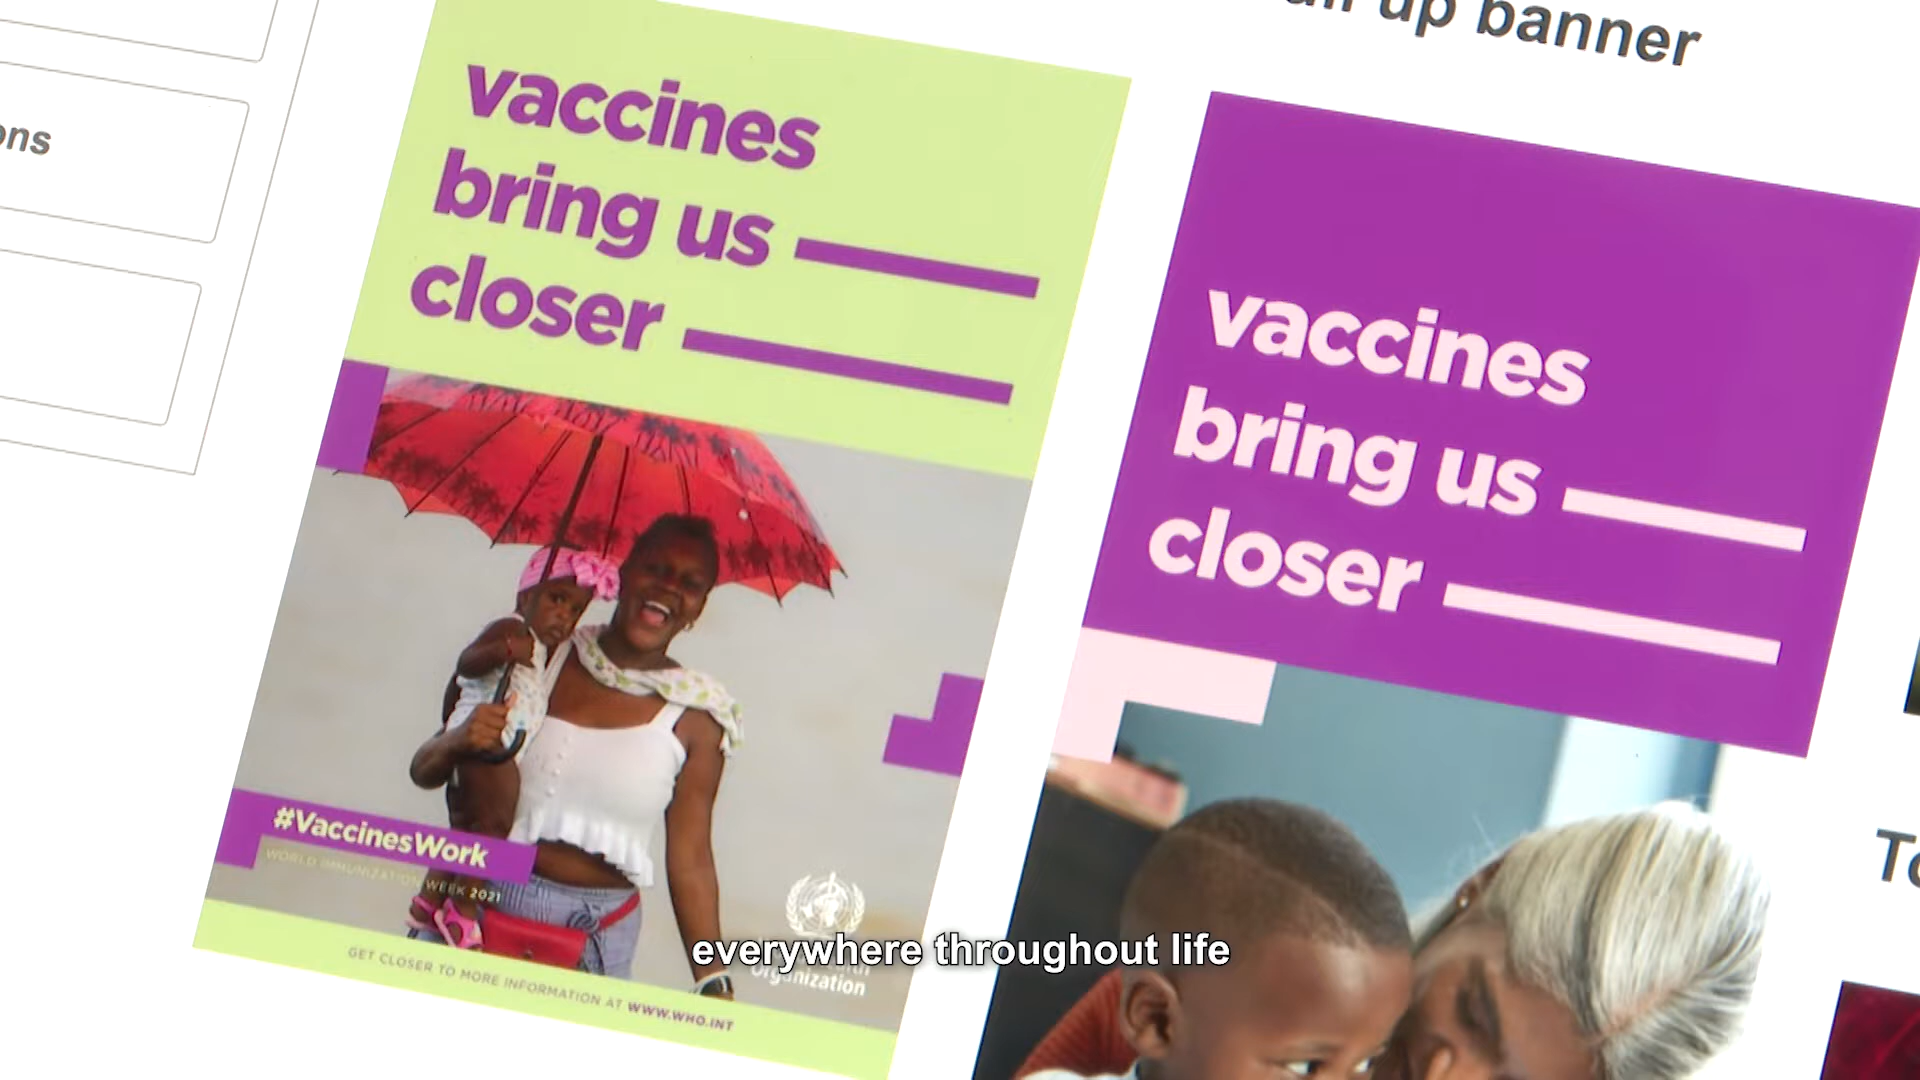 up banner
ons
vaccines
bring us
closer
#VaccinesWork
WORLD IMMUNIZATION WEEK 2021
Organization
GET CLOSER TO MORE INFORMATION AT WWW.WHO.INT
vaccines
bring us
closer
everywhere throughout life